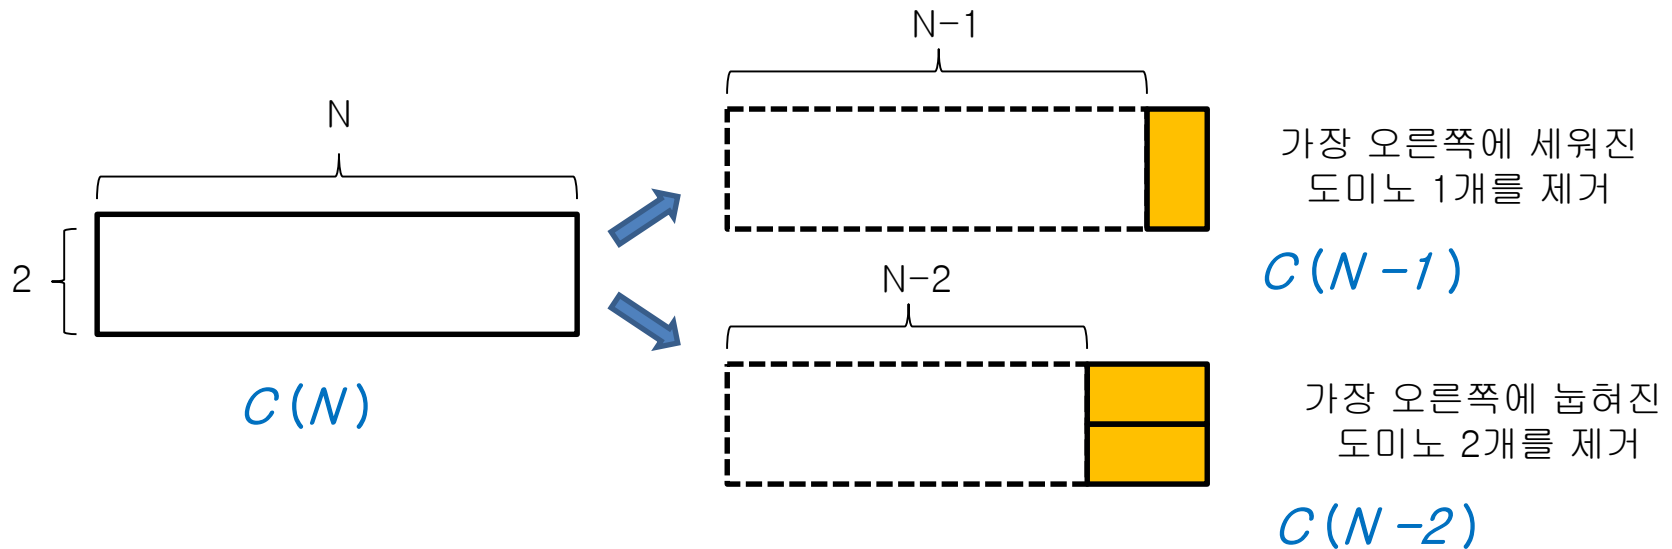 N
2
C(N)
N-1
가장 오른쪽에 세워진
도미노 1개를 제거
C(N-1)
N-2
가장 오른쪽에 눕혀진
도미노 2개를 제거
C(N-2)